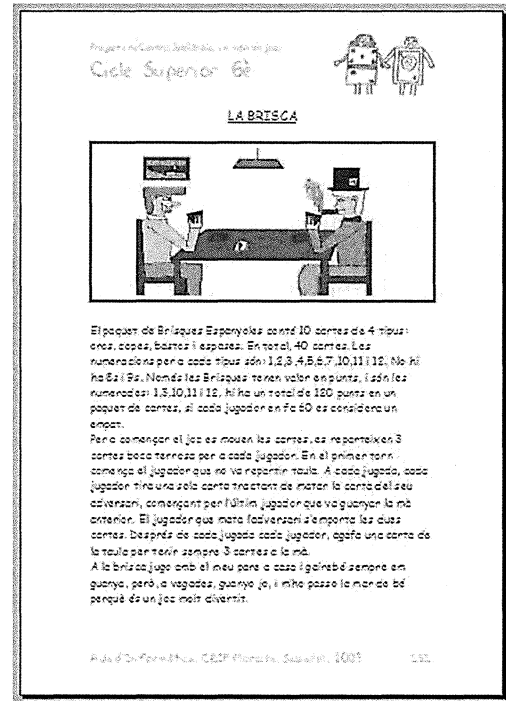 Cicle Superior 6è
LA BRISCA
El paquet de Brisques Espanyoles conté 10 cartes de 4 tipus:
oros, copes, bastos i espases. En total, 40 cartes. Les
numeracions per a cada tipus són: 1,2,3,4,5,6,7,10,11 i 12. No hi
ha 8s i 9s. Només les Brisques tenen valor en punts, i són les
numerades: 1,3,10,11 i 12, hi ha un total de 120 punts en un
paquet de cartes, si cada jugador en fa 60 es considera un
empat.
Per a començar el joc es mouen les cartes, es reparteixen 3
cartes boca terrosa per a cada jugador. En el primer torn
comença el jugador que no va repartir taula. A cada jugada, cada
jugador tira una sola carta tractant de matar la carta del seu
adversari, començant per l'últim jugador que va guanyar la mà
anterior. El jugador que mata l'adversari s'emporta les dues
cartes. Després de cada jugada cada jugador, agafa una carta de
la taula per tenir sempre 3 cartes a la mà.
A la brisca jugo amb el meu pare a casa i gairebé sempre em
guanya, però, a vegades, guanyo jo, i m'ho passo la mar de bé
perquè és un joc molt divertit.
Aula d'Informàtica. CEIP Floresta. Sabadell. 2003